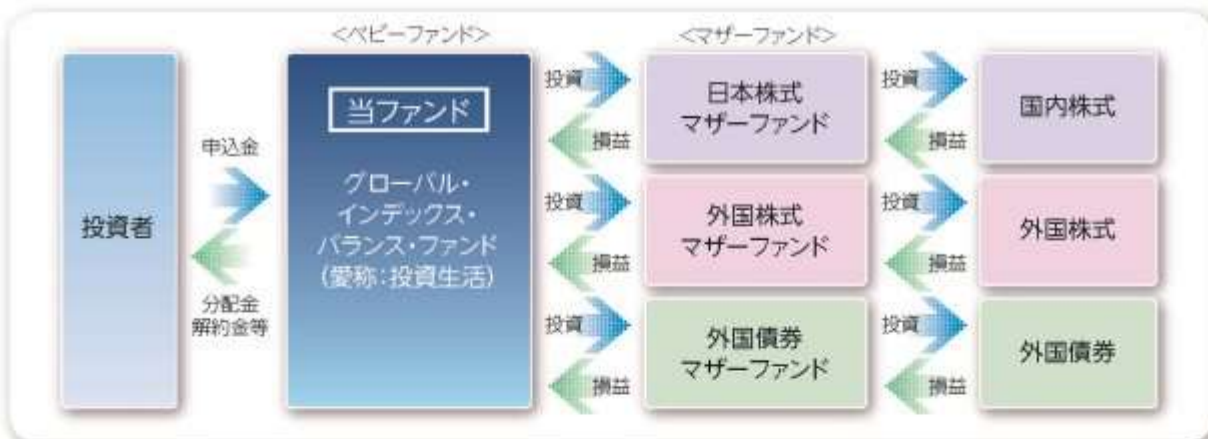 <ベビーファンド>
<マザーファンド>
投資者
申込金
分配金
解約金等
当ファンド
グローバル・
インデックス・
バランス・ファンド
(愛称:投資生活)
投資
損益
日本株式
マザーファンド
投資
損益
国内株式
投資
損益
外国株式
マザーファンド
投資
損益
外国株式
投資
損益
外国債券
マザーファンド
投資
損益
外国債券